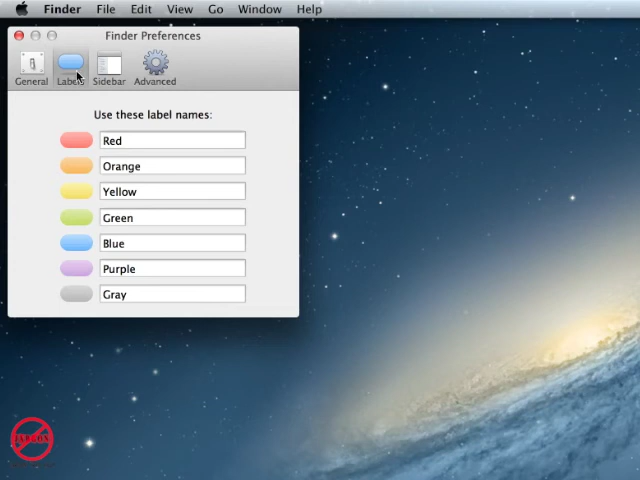 Finder File Edit View Go Window Help
Finder Preferences
General Labels Sidebar Advanced
Use these label names:
Red
Orange
Yellow
Green
Blue
Purple
Gray